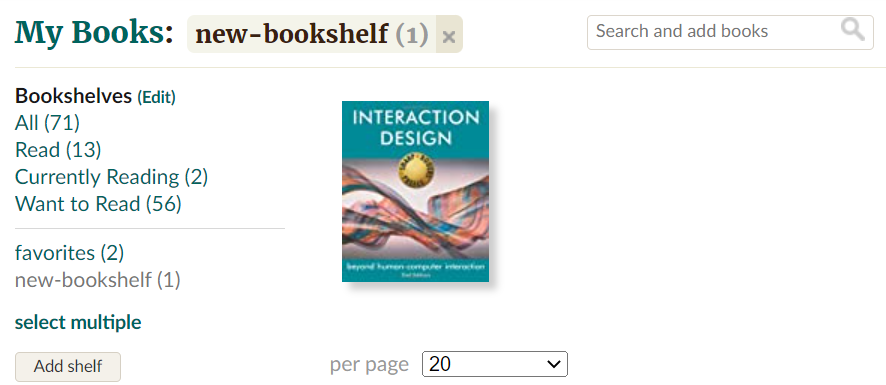 My Books: new-bookshelf (1) ×
Search and add books
Bookshelves (Edit)
All (71)
Read (13)
Currently Reading (2)
Want to Read (56)
favorites (2)
new-bookshelf (1)
select multiple
Add shelf
INTERACTION
DESIGN
beyond human-computer interaction
per page 20